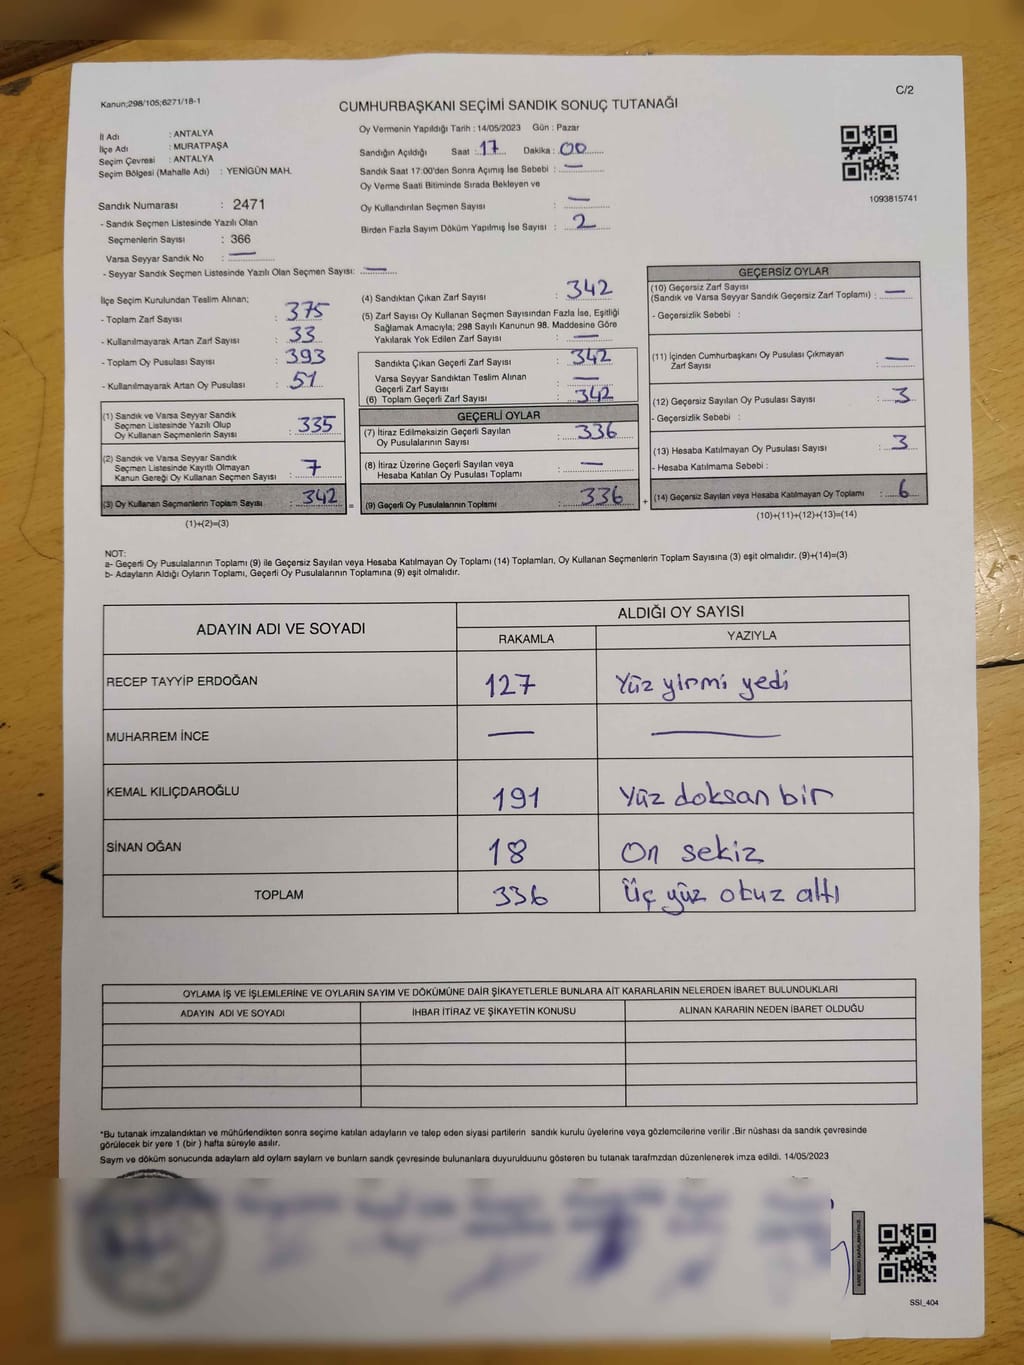 Kanun;298/105;6271/18-1
C/2
CUMHURBAŞKANI SEÇİMİ SANDIK SONUÇ TUTANAĞI
İl Adı : ANTALYA
İlçe Adı : MURATPAŞA
Seçim Çevresi : ANTALYA
Seçim Bölgesi (Mahalle Adı) : YENİGÜN MAH.
Sandık Numarası : 2471
- Sandık Seçmen Listesinde Yazılı Olan
Seçmenlerin Sayısı : 366
Varsa Seyyar Sandık No : —
- Seyyar Sandık Seçmen Listesinde Yazılı Olan Seçmen Sayısı: —
Oy Vermenin Yapıldığı Tarih : 14/05/2023 Gün : Pazar
Sandığın Açıldığı Saat : 17 Dakika : 00
Sandık Saat 17:00'den Sonra Açımış İse Sebebi : —
Oy Verme Saati Bitiminde Sırada Bekleyen ve
Oy Kullandırılan Seçmen Sayısı : —
Birden Fazla Sayım Döküm Yapılmış İse Sayısı : 2
1093815741
İlçe Seçim Kurulundan Teslim Alınan;
- Toplam Zarf Sayısı : 375
- Kullanılmayarak Artan Zarf Sayısı : 33
- Toplam Oy Pusulası Sayısı : 393
- Kullanılmayarak Artan Oy Pusulası : 51
(1) Sandık ve Varsa Seyyar Sandık
Seçmen Listesinde Yazılı Olup
Oy Kullanan Seçmenlerin Sayısı : 335
(2) Sandık ve Varsa Seyyar Sandık
Seçmen Listesinde Kayıtlı Olmayan
Kanun Gereği Oy Kullanan Seçmen Sayısı : 7
(3) Oy Kullanan Seçmenlerin Toplam Sayısı : 342
(1)+(2)=(3)
(4) Sandıktan Çıkan Zarf Sayısı : 342
(5) Zarf Sayısı Oy Kullanan Seçmen Sayısından Fazla İse, Eşitliği
Sağlamak Amacıyla; 298 Sayılı Kanunun 98. Maddesine Göre
Yakılarak Yok Edilen Zarf Sayısı : —
Sandıkta Çıkan Geçerli Zarf Sayısı : 342
Varsa Seyyar Sandıktan Teslim Alınan
Geçerli Zarf Sayısı : —
(6) Toplam Geçerli Zarf Sayısı : 342
GEÇERLİ OYLAR
(7) İtiraz Edilmeksizin Geçerli Sayılan
Oy Pusulalarının Sayısı : 336
(8) İtiraz Üzerine Geçerli Sayılan veya
Hesaba Katılan Oy Pusulası Toplamı : —
= (9) Geçerli Oy Pusulalarının Toplamı : 336
GEÇERSİZ OYLAR
(10) Geçersiz Zarf Sayısı
(Sandık ve Varsa Seyyar Sandık Geçersiz Zarf Toplamı) : —
- Geçersizlik Sebebi :
(11) İçinden Cumhurbaşkanı Oy Pusulası Çıkmayan
Zarf Sayısı : —
(12) Geçersiz Sayılan Oy Pusulası Sayısı : 3
- Geçersizlik Sebebi :
(13) Hesaba Katılmayan Oy Pusulası Sayısı : 3
- Hesaba Katılmama Sebebi :
+ (14) Geçersiz Sayılan veya Hesaba Katılmayan Oy Toplamı : 6
(10)+(11)+(12)+(13)=(14)
NOT:
a- Geçerli Oy Pusulalarının Toplamı (9) ile Geçersiz Sayılan veya Hesaba Katılmayan Oy Toplamı (14) Toplamları, Oy Kullanan Seçmenlerin Toplam Sayısına (3) eşit olmalıdır. (9)+(14)=(3)
b- Adayların Aldığı Oyların Toplamı, Geçerli Oy Pusulalarının Toplamına (9) eşit olmalıdır.
ADAYIN ADI VE SOYADI ALDIĞI OY SAYISI
RAKAMLA YAZIYLA
RECEP TAYYİP ERDOĞAN 127 Yüz yirmi yedi
MUHARREM İNCE —
KEMAL KILIÇDAROĞLU 191 Yüz doksan bir
SİNAN OĞAN 18 On sekiz
TOPLAM 336 Üç yüz otuz altı
OYLAMA İŞ VE İŞLEMLERİNE VE OYLARIN SAYIM VE DÖKÜMÜNE DAİR ŞİKAYETLERLE BUNLARA AİT KARARLARIN NELERDEN İBARET BULUNDUKLARI
ADAYIN ADI VE SOYADI İHBAR İTİRAZ VE ŞİKAYETİN KONUSU ALINAN KARARIN NEDEN İBARET OLDUĞU
*Bu tutanak imzalandıktan ve mühürlendikten sonra seçime katılan adayların ve talep eden siyasi partilerin sandık kurulu üyelerine veya gözlemcilerine verilir .Bir nüshası da sandık çevresinde
görülecek bir yere 1 (bir ) hafta süreyle asılır.
Sayım ve döküm sonucunda adayların ald oyların sayları ve bunların sandk çevresinde bulunanlara duyurulduunu gösteren bu tutanak tarafmzdan düzenlenerek imza edildi. 14/05/2023
SSI_404